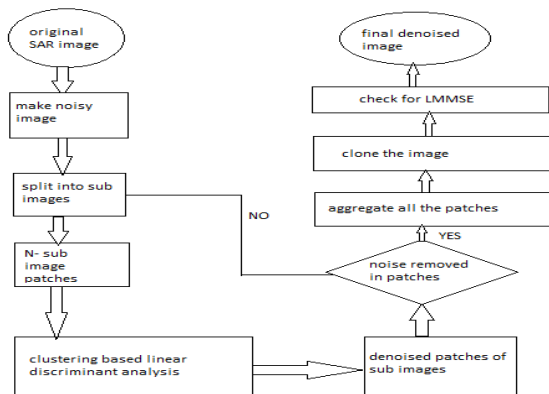 original
SAR image
make noisy
image
split into sub
images
N- sub
image
patches
clustering based linear
discriminant analysis
denoised patches of
sub images
noise removed
in patches
NO
YES
aggregate all the patches
clone the image
check for LMMSE
final denoised
image